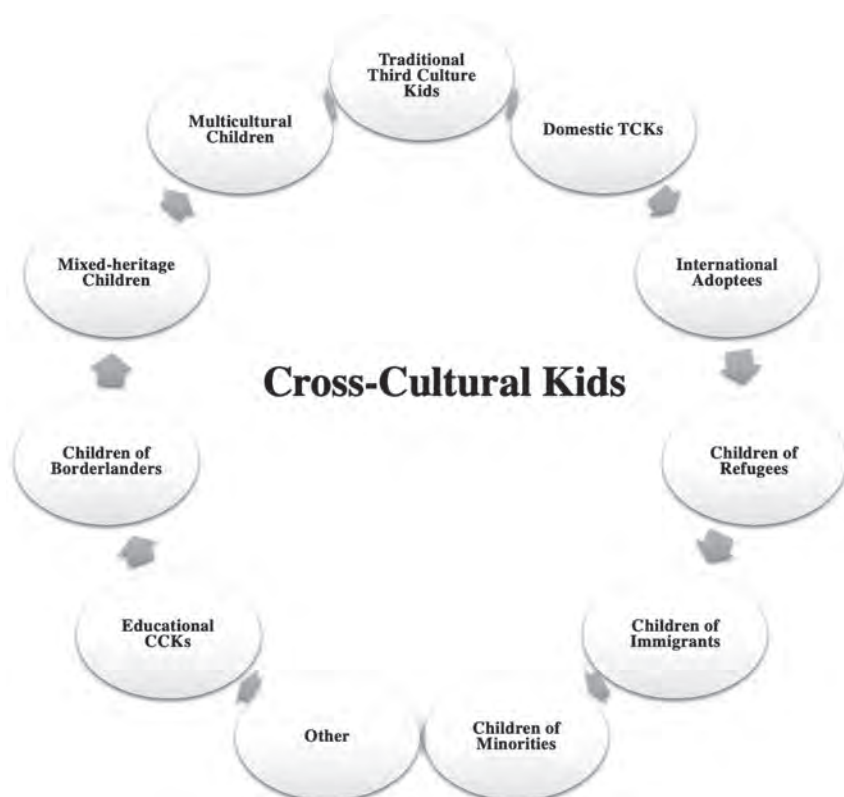 Traditional
Third Culture
Kids
Domestic TCKs
International
Adoptees
Children of
Refugees
Children of
Immigrants
Children of
Minorities
Other
Educational
CCKs
Children of
Borderlanders
Mixed-heritage
Children
Multicultural
Children
Cross-Cultural Kids